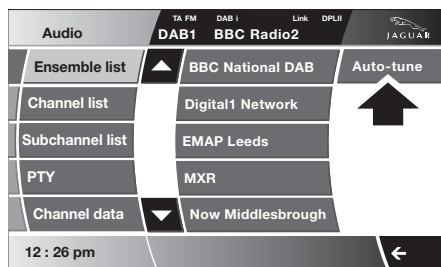 TA FM DAB i Link DPLII
Audio DAB1 BBC Radio2 JAGUAR
Ensemble list BBC National DAB Auto-tune
Channel list Digital1 Network
Subchannel list EMAP Leeds
PTY MXR
Channel data Now Middlesbrough
12 : 26 pm